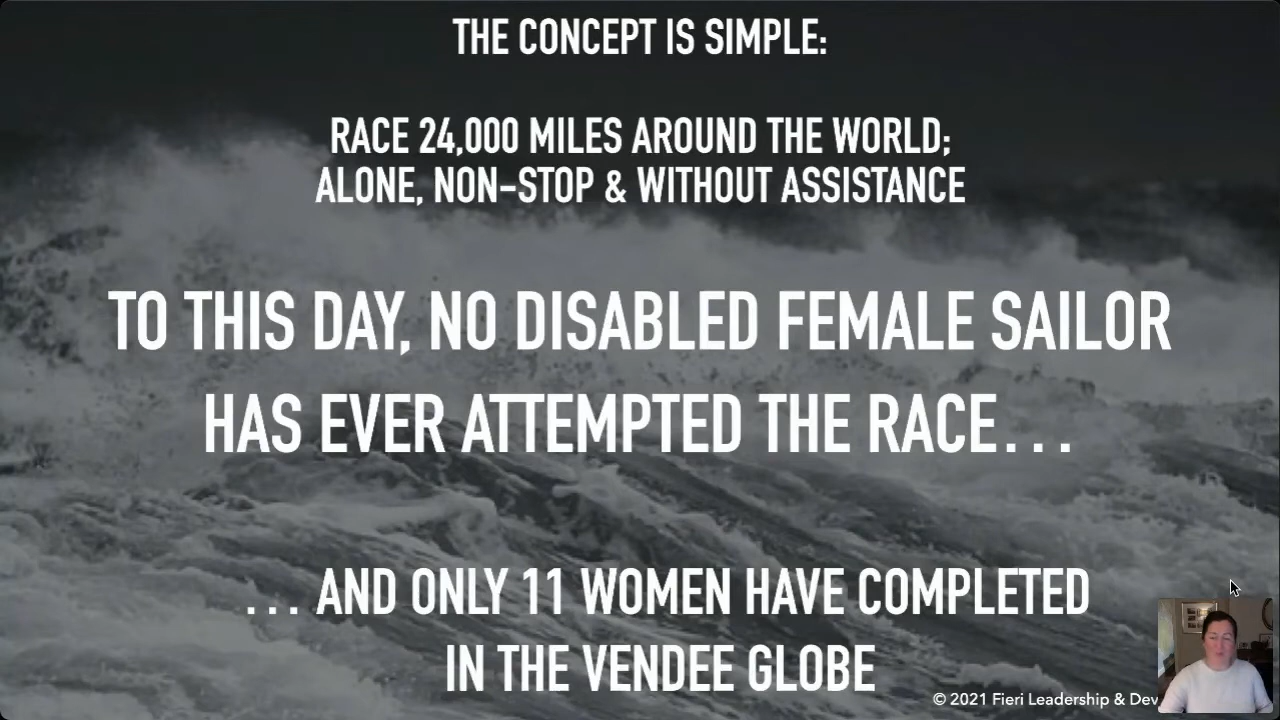 THE CONCEPT IS SIMPLE:
RACE 24,000 MILES AROUND THE WORLD;
ALONE, NON-STOP & WITHOUT ASSISTANCE
TO THIS DAY, NO DISABLED FEMALE SAILOR
HAS EVER ATTEMPTED THE RACE...
... AND ONLY 11 WOMEN HAVE COMPLETED
IN THE VENDEE GLOBE
© 2021 Fieri Leadership & Dev